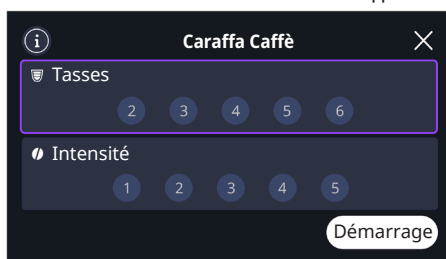 i Caraffa Caffè
Tasses
2 3 4 5 6
Intensité
1 2 3 4 5
Démarrage